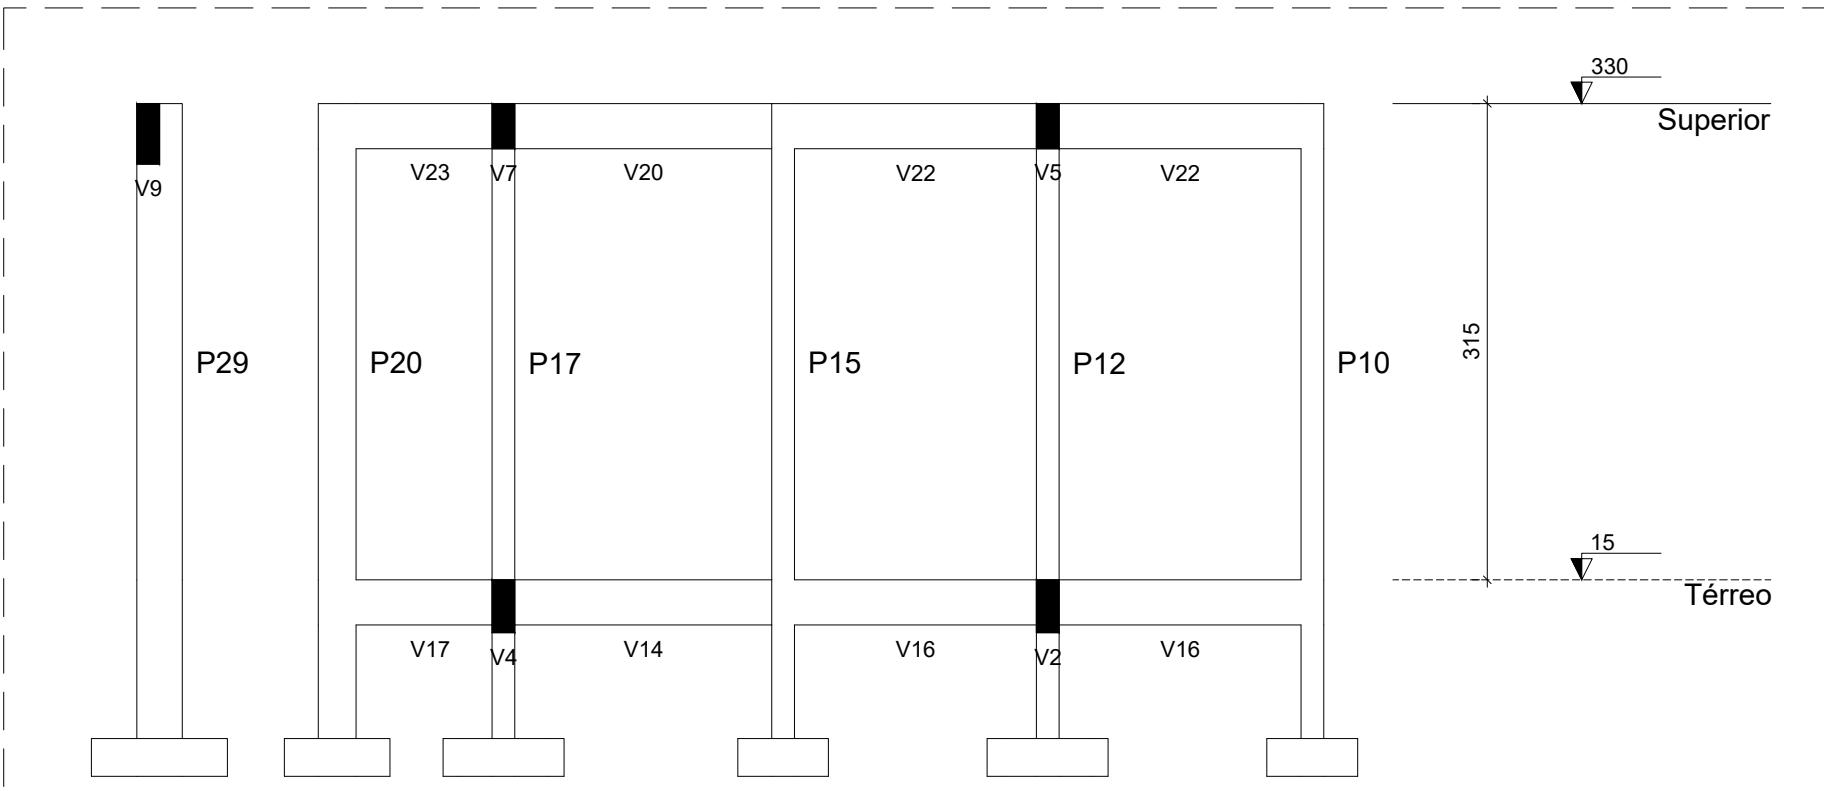 330
Superior
V23 V7 V20 V22 V5 V22
V9
P29 P20 P17 P15 P12 P10
315
15
Térreo
V17 V4 V14 V16 V2 V16